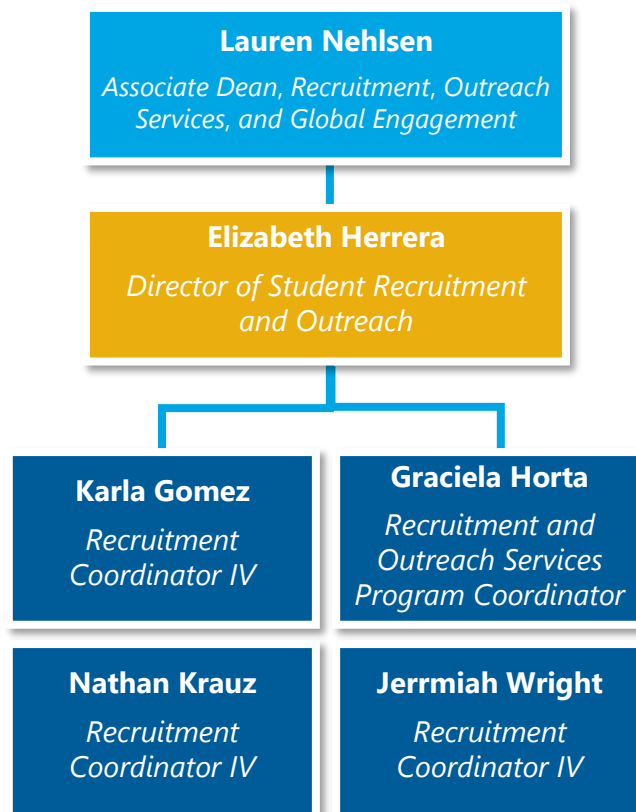 Lauren Nehlsen
Associate Dean, Recruitment, Outreach
Services, and Global Engagement
Elizabeth Herrera
Director of Student Recruitment
and Outreach
Karla Gomez
Recruitment
Coordinator IV
Graciela Horta
Recruitment and
Outreach Services
Program Coordinator
Nathan Krauz
Recruitment
Coordinator IV
Jerrmiah Wright
Recruitment
Coordinator IV